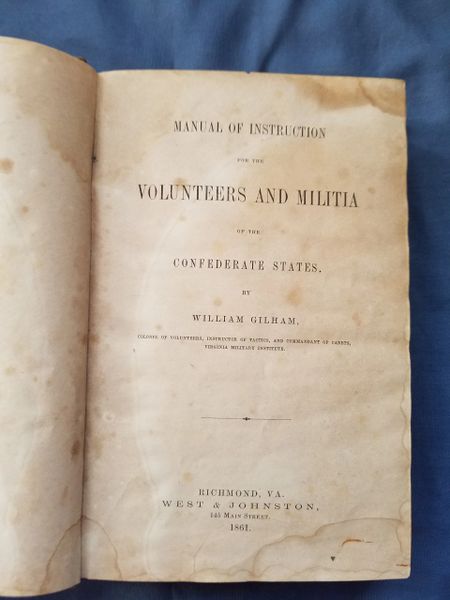 MANUAL OF INSTRUCTION
FOR THE
VOLUNTEERS AND MILITIA
OF THE
CONFEDERATE STATES.
BY
WILLIAM GILHAM,
COLONEL OF VOLUNTEERS, INSTRUCTOR OF TACTICS, AND COMMANDANT OF CADETS,
VIRGINIA MILITARY INSTITUTE.
RICHMOND, VA.
WEST & JOHNSTON,
145 MAIN STREET.
1861.